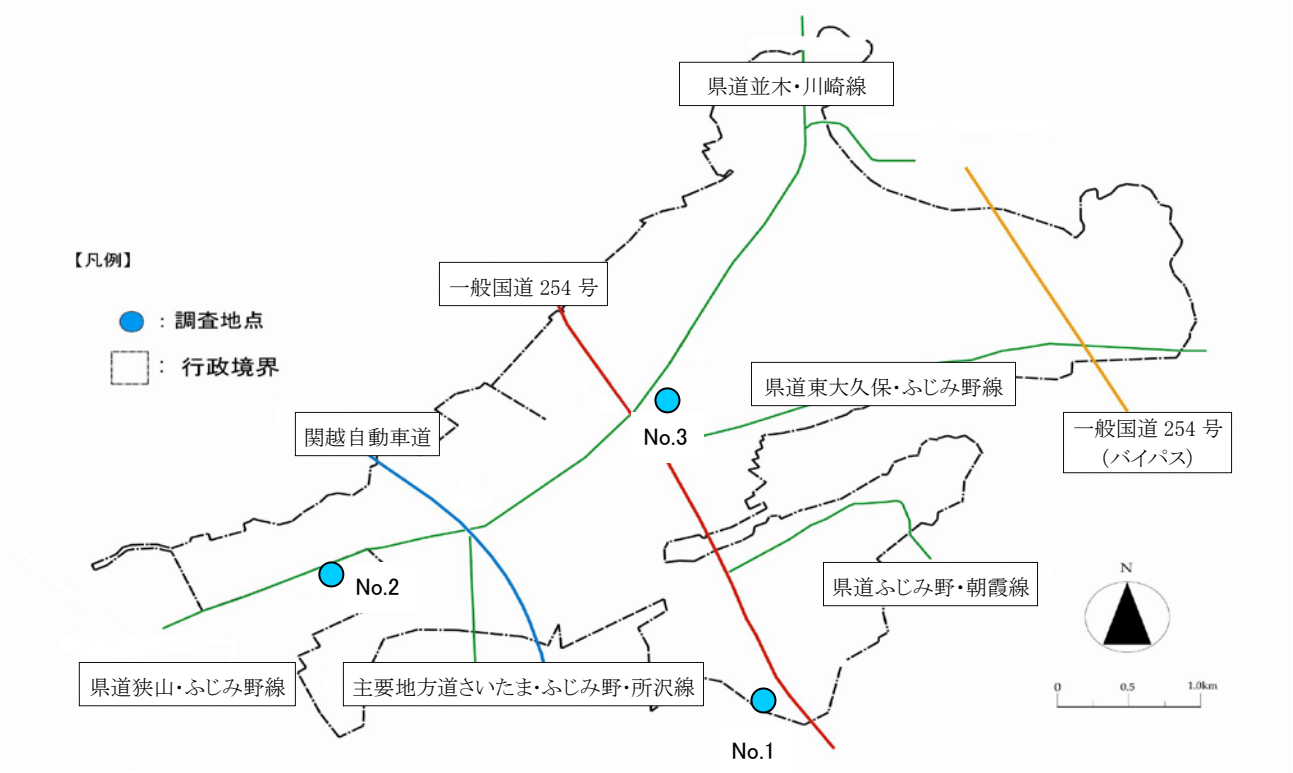 県道並木・川崎線
【凡例】
一般国道 254 号
：調査地点
：行政境界
県道東大久保・ふじみ野線
関越自動車道
No.3
一般国道 254 号
（バイパス）
No.2
県道ふじみ野・朝霞線
N
県道狭山・ふじみ野線
主要地方道さいたま・ふじみ野・所沢線
0 0.5 1.0km
No.1